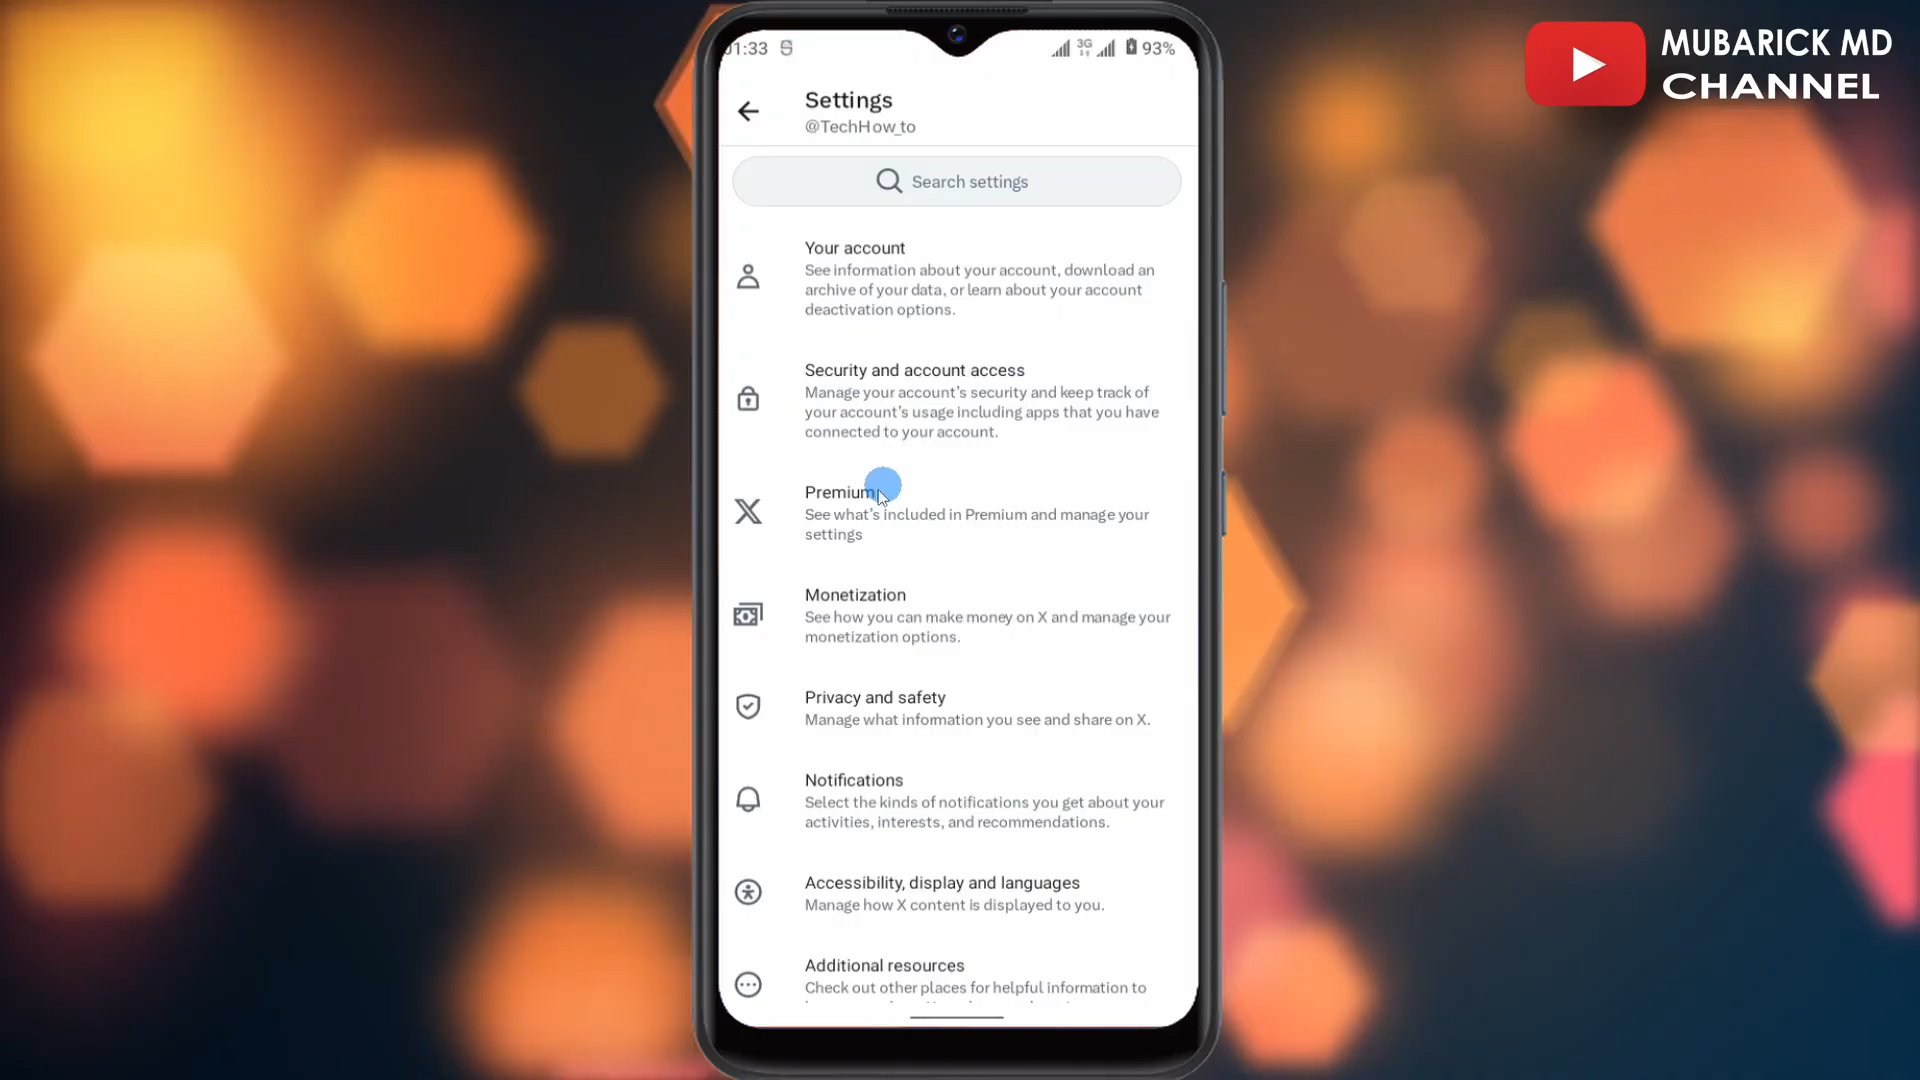 MUBARICK MD
CHANNEL
01:33
3G
93%
Settings
@TechHow_to
Search settings
Your account
See information about your account, download an
archive of your data, or learn about your account
deactivation options.
Security and account access
Manage your account's security and keep track of
your account's usage including apps that you have
connected to your account.
Premium
See what's included in Premium and manage your
settings
Monetization
See how you can make money on X and manage your
monetization options.
Privacy and safety
Manage what information you see and share on X.
Notifications
Select the kinds of notifications you get about your
activities, interests, and recommendations.
Accessibility, display and languages
Manage how X content is displayed to you.
Additional resources
Check out other places for helpful information to